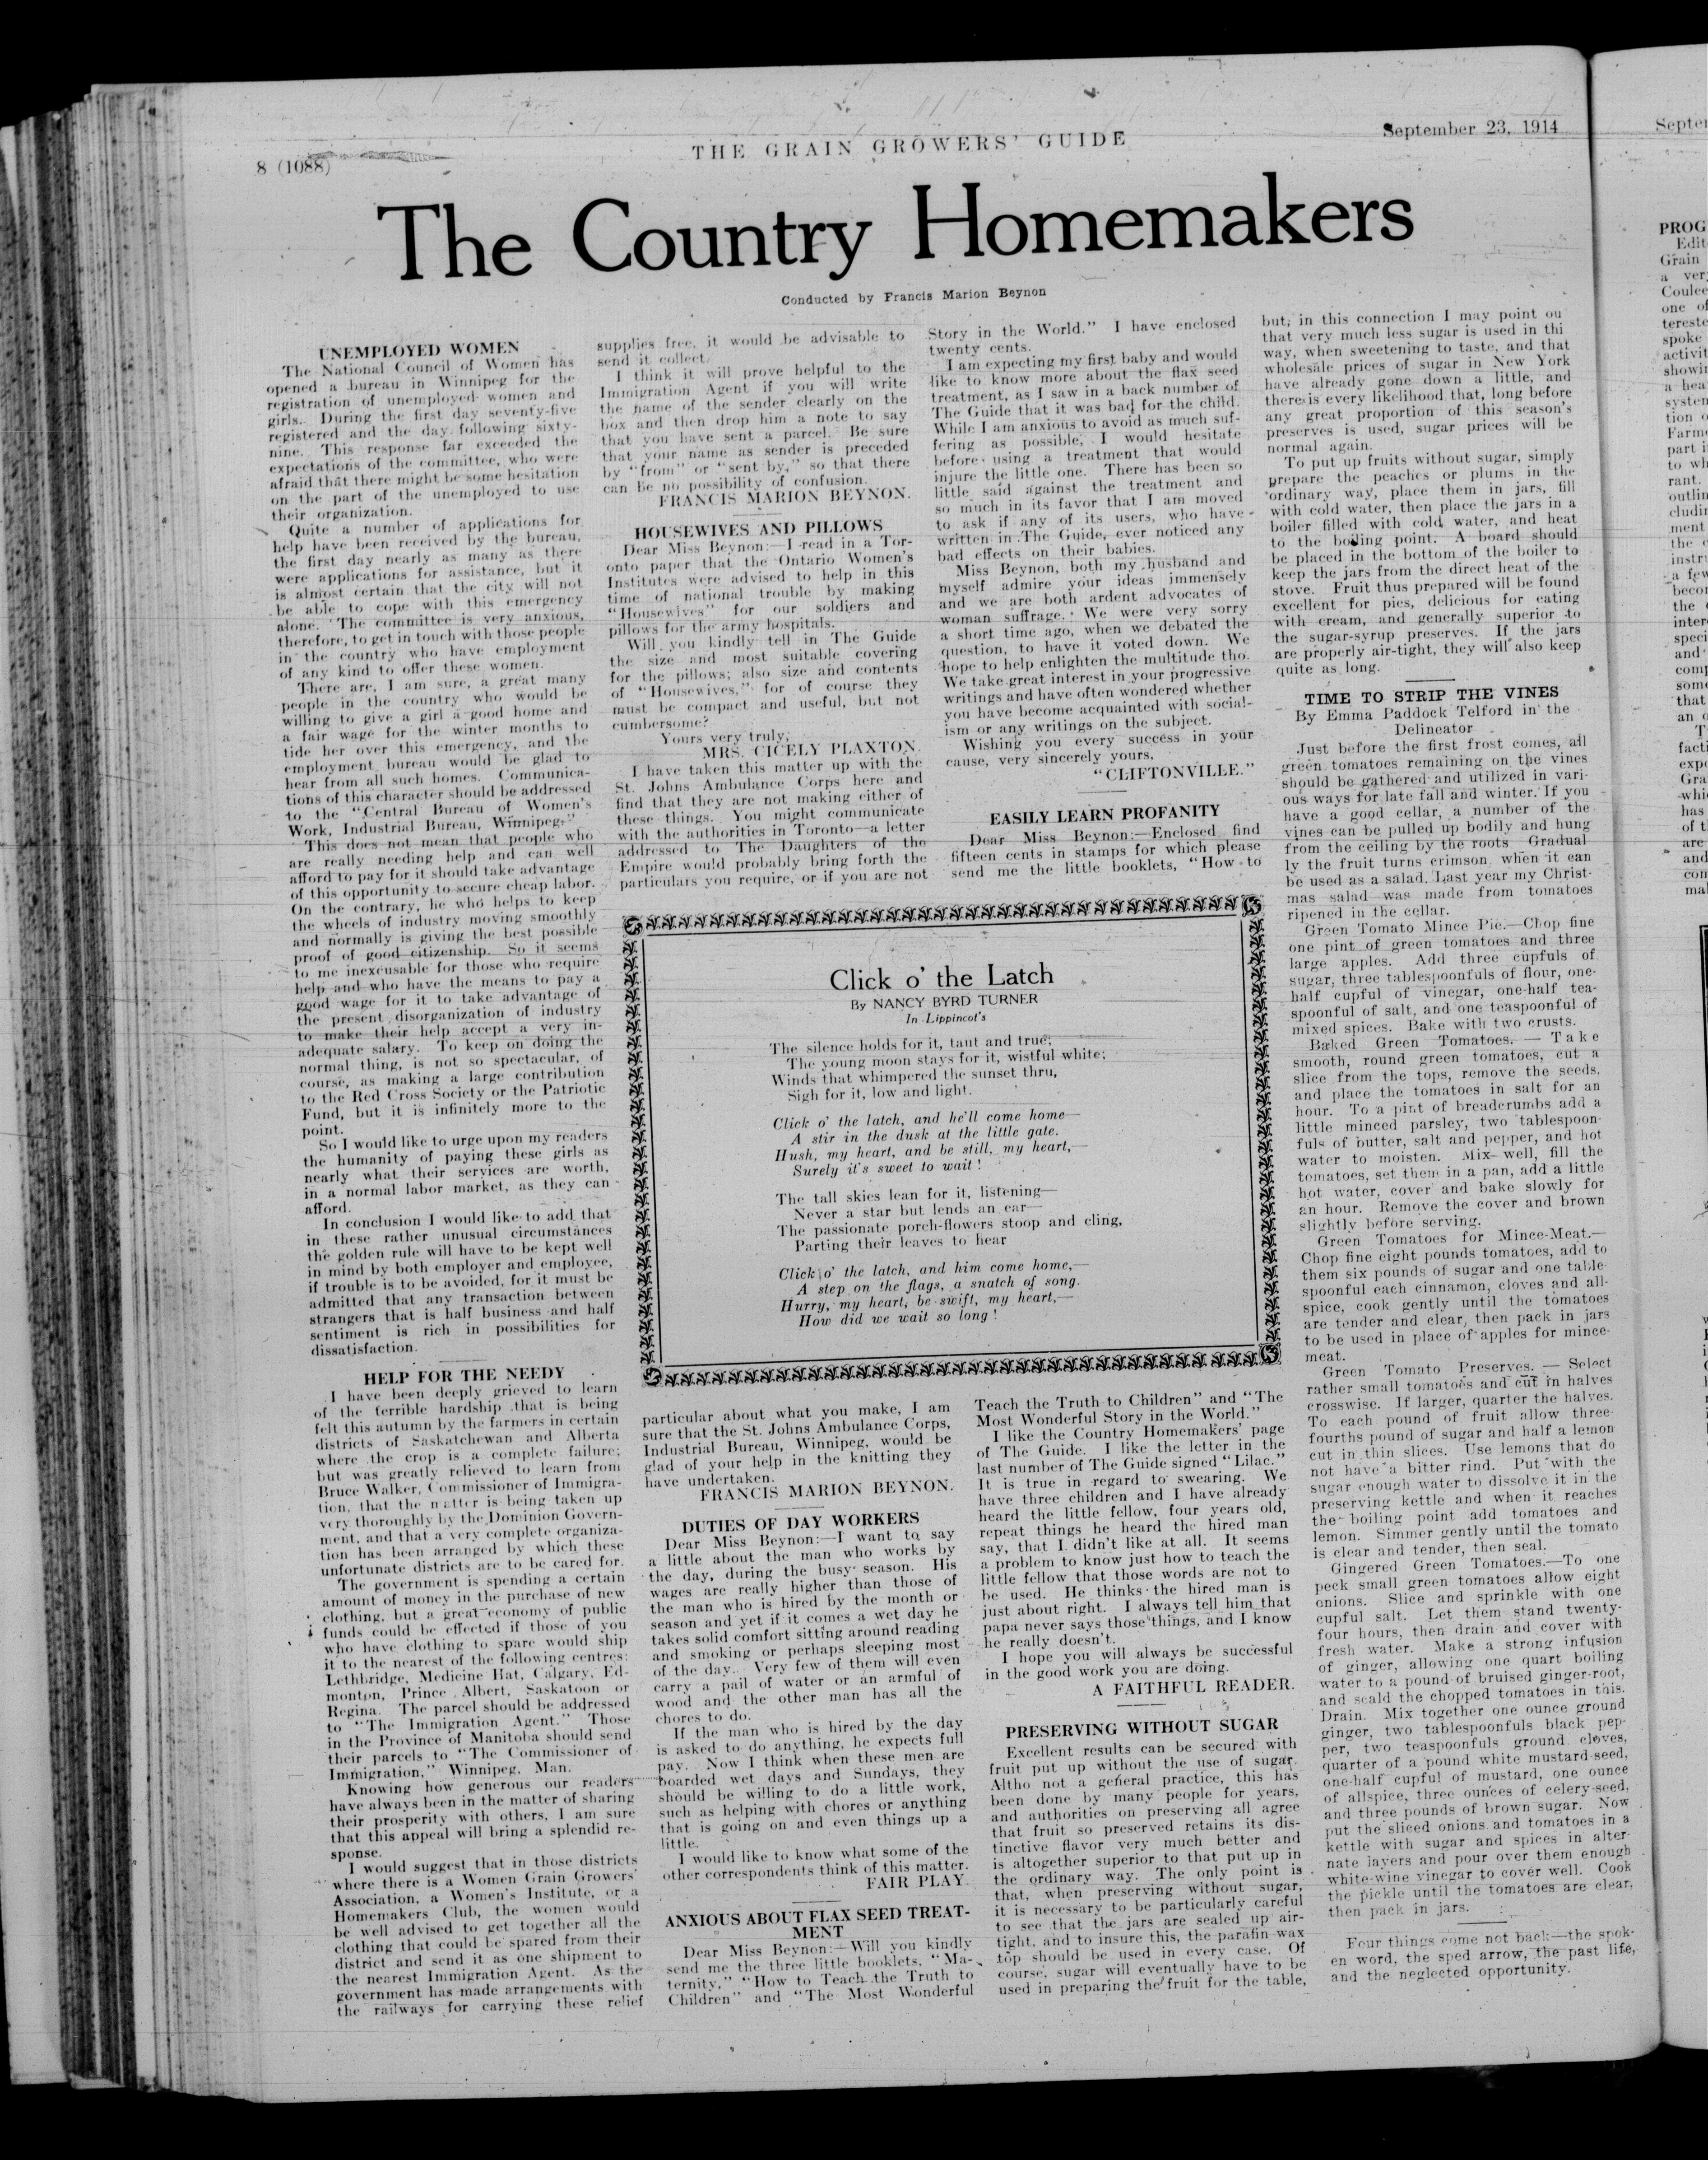 8 (1088)
THE GRAIN GROWERS' GUIDE
September 23, 1914
The Country Homemakers
Conducted by Francis Marion Beynon
UNEMPLOYED WOMEN
The National Council of Women has
opened a bureau in Winnipeg for the
registration of unemployed women and
girls. During the first day seventy-five
registered and the day following sixty-
nine. This response far exceeded the
expectations of the committee, who were
afraid that there might be some hesitation
on the part of the unemployed to use
their organization.
Quite a number of applications for
help have been received by the bureau,
the first day nearly as many as there
were applications for assistance, but it
is almost certain that the city will not
be able to cope with this emergency
alone. The committee is very anxious,
therefore, to get in touch with those people
in the country who have employment
of any kind to offer these women.
There are, I am sure, a great many
people in the country who would be
willing to give a girl a good home and
a fair wage for the winter months to
tide her over this emergency, and the
employment bureau would be glad to
hear from all such homes. Communica-
tions of this character should be addressed
to the "Central Bureau of Women's
Work, Industrial Bureau, Winnipeg."
This does not mean that people who
are really needing help and can well
afford to pay for it should take advantage
of this opportunity to secure cheap labor.
On the contrary, he who helps to keep
the wheels of industry moving smoothly
and normally is giving the best possible
proof of good citizenship. So it seems
to me inexcusable for those who require
help and who have the means to pay a
good wage for it to take advantage of
the present disorganization of industry
to make their help accept a very in-
adequate salary. To keep on doing the
normal thing, is not so spectacular, of
course, as making a large contribution
to the Red Cross Society or the Patriotic
Fund, but it is infinitely more to the
point.
So I would like to urge upon my readers
the humanity of paying these girls as
nearly what their services are worth,
in a normal labor market, as they can
afford.
In conclusion I would like to add that
in these rather unusual circumstances
the golden rule will have to be kept well
in mind by both employer and employee,
if trouble is to be avoided, for it must be
admitted that any transaction between
strangers that is half business and half
sentiment is rich in possibilities for
dissatisfaction.
HELP FOR THE NEEDY
I have been deeply grieved to learn
of the terrible hardship that is being
felt this autumn by the farmers in certain
districts of Saskatchewan and Alberta
where the crop is a complete failure;
but was greatly relieved to learn from
Bruce Walker, Commissioner of Immigra-
tion, that the matter is being taken up
very thoroughly by the Dominion Govern-
ment, and that a very complete organiza-
tion has been arranged by which these
unfortunate districts are to be cared for.
The government is spending a certain
amount of money in the purchase of new
clothing, but a great economy of public
funds could be effected if those of you
who have clothing to spare would ship
it to the nearest of the following centres:
Lethbridge, Medicine Hat, Calgary, Ed-
monton, Prince Albert, Saskatoon or
Regina. The parcel should be addressed
to "The Immigration Agent." Those
in the Province of Manitoba should send
their parcels to "The Commissioner of
Immigration," Winnipeg, Man.
Knowing how generous our readers
have always been in the matter of sharing
their prosperity with others, I am sure
that this appeal will bring a splendid re-
sponse.
I would suggest that in those districts
where there is a Women Grain Growers'
Association, a Women's Institute, or a
Homemakers Club, the women would
be well advised to get together all the
clothing that could be spared from their
district and send it as one shipment to
the nearest Immigration Agent. As the
government has made arrangements with
the railways for carrying these relief
supplies free, it would be advisable to
send it collect.
I think it will prove helpful to the
Immigration Agent if you will write
the name of the sender clearly on the
box and then drop him a note to say
that you have sent a parcel. Be sure
that your name as sender is preceded
by "from" or "sent by," so that there
can be no possibility of confusion.
FRANCIS MARION BEYNON.
HOUSEWIVES AND PILLOWS
Dear Miss Beynon:—I read in a Tor-
onto paper that the Ontario Women's
Institutes were advised to help in this
time of national trouble by making
"Housewives" for our soldiers and
pillows for the army hospitals.
Will you kindly tell in The Guide
the size and most suitable covering
for the pillows; also size and contents
of "Housewives," for of course they
must be compact and useful, but not
cumbersome?
Yours very truly,
MRS. CICELY PLAXTON.
I have taken this matter up with the
St. Johns Ambulance Corps here and
find that they are not making either of
these things. You might communicate
with the authorities in Toronto—a letter
addressed to The Daughters of the
Empire would probably bring forth the
particulars you require, or if you are not
particular about what you make, I am
sure that the St. Johns Ambulance Corps,
Industrial Bureau, Winnipeg, would be
glad of your help in the knitting they
have undertaken.
FRANCIS MARION BEYNON.
DUTIES OF DAY WORKERS
Dear Miss Beynon:—I want to say
a little about the man who works by
the day, during the busy season. His
wages are really higher than those of
the man who is hired by the month or
season and yet if it comes a wet day he
takes solid comfort sitting around reading
and smoking or perhaps sleeping most
of the day. Very few of them will even
carry a pail of water or an armful of
wood and the other man has all the
chores to do.
If the man who is hired by the day
is asked to do anything, he expects full
pay. Now I think when these men are
boarded wet days and Sundays, they
should be willing to do a little work,
such as helping with chores or anything
that is going on and even things up a
little.
I would like to know what some of the
other correspondents think of this matter.
FAIR PLAY.
ANXIOUS ABOUT FLAX SEED TREAT-
MENT
Dear Miss Beynon:—Will you kindly
send me the three little booklets, "Ma-
ternity," "How to Teach the Truth to
Children" and "The Most Wonderful
Story in the World." I have enclosed
twenty cents.
I am expecting my first baby and would
like to know more about the flax seed
treatment, as I saw in a back number of
The Guide that it was bad for the child.
While I am anxious to avoid as much suf-
fering as possible, I would hesitate
before using a treatment that would
injure the little one. There has been so
little said against the treatment and
so much in its favor that I am moved
to ask if any of its users, who have
written in The Guide, ever noticed any
bad effects on their babies.
Miss Beynon, both my husband and
myself admire your ideas immensely
and we are both ardent advocates of
woman suffrage. We were very sorry
a short time ago, when we debated the
question, to have it voted down. We
hope to help enlighten the multitude tho.
We take great interest in your progressive
writings and have often wondered whether
you have become acquainted with social-
ism or any writings on the subject.
Wishing you every success in your
cause, very sincerely yours,
"CLIFTONVILLE."
EASILY LEARN PROFANITY
Dear Miss Beynon:—Enclosed find
fifteen cents in stamps for which please
send me the little booklets, "How to
Teach the Truth to Children" and "The
Most Wonderful Story in the World."
I like the Country Homemakers' page
of The Guide. I like the letter in the
last number of The Guide signed "Lilac."
It is true in regard to swearing. We
have three children and I have already
heard the little fellow, four years old,
repeat things he heard the hired man
say, that I didn't like at all. It seems
a problem to know just how to teach the
little fellow that those words are not to
be used. He thinks the hired man is
just about right. I always tell him that
papa never says those things, and I know
he really doesn't.
I hope you will always be successful
in the good work you are doing.
A FAITHFUL READER.
PRESERVING WITHOUT SUGAR
Excellent results can be secured with
fruit put up without the use of sugar.
Altho not a general practice, this has
been done by many people for years,
and authorities on preserving all agree
that fruit so preserved retains its dis-
tinctive flavor very much better and
is altogether superior to that put up in
the ordinary way. The only point is
that, when preserving without sugar,
it is necessary to be particularly careful
to see that the jars are sealed up air-
tight, and to insure this, the parafin wax
top should be used in every case. Of
course, sugar will eventually have to be
used in preparing the fruit for the table,
but, in this connection I may point ou
that very much less sugar is used in thi
way, when sweetening to taste, and that
wholesale prices of sugar in New York
have already gone down a little, and
there is every likelihood that, long before
any great proportion of this season's
preserves is used, sugar prices will be
normal again.
To put up fruits without sugar, simply
prepare the peaches or plums in the
ordinary way, place them in jars, fill
with cold water, then place the jars in a
boiler filled with cold water, and heat
to the boiling point. A board should
be placed in the bottom of the boiler to
keep the jars from the direct heat of the
stove. Fruit thus prepared will be found
excellent for pies, delicious for eating
with cream, and generally superior to
the sugar-syrup preserves. If the jars
are properly air-tight, they will also keep
quite as long.
TIME TO STRIP THE VINES
By Emma Paddock Telford in the
Delineator
Just before the first frost comes, all
green tomatoes remaining on the vines
should be gathered and utilized in vari-
ous ways for late fall and winter. If you
have a good cellar, a number of the
vines can be pulled up bodily and hung
from the ceiling by the roots. Gradual
ly the fruit turns crimson when it can
be used as a salad. Last year my Christ-
mas salad was made from tomatoes
ripened in the cellar.
Green Tomato Mince Pie.—Chop fine
one pint of green tomatoes and three
large apples. Add three cupfuls of
sugar, three tablespoonfuls of flour, one-
half cupful of vinegar, one-half tea-
spoonful of salt, and one teaspoonful of
mixed spices. Bake with two crusts.
Baked Green Tomatoes. — Take
smooth, round green tomatoes, cut a
slice from the tops, remove the seeds,
and place the tomatoes in salt for an
hour. To a pint of breadcrumbs add a
little minced parsley, two tablespoon-
fuls of butter, salt and pepper, and hot
water to moisten. Mix well, fill the
tomatoes, set them in a pan, add a little
hot water, cover and bake slowly for
an hour. Remove the cover and brown
slightly before serving.
Green Tomatoes for Mince-Meat.—
Chop fine eight pounds tomatoes, add to
them six pounds of sugar and one table-
spoonful each cinnamon, cloves and all-
spice, cook gently until the tomatoes
are tender and clear, then pack in jars
to be used in place of apples for mince-
meat.
Green Tomato Preserves. — Select
rather small tomatoes and cut in halves
crosswise. If larger, quarter the halves.
To each pound of fruit allow three-
fourths pound of sugar and half a lemon
cut in thin slices. Use lemons that do
not have a bitter rind. Put with the
sugar enough water to dissolve it in the
preserving kettle and when it reaches
the boiling point add tomatoes and
lemon. Simmer gently until the tomato
is clear and tender, then seal.
Gingered Green Tomatoes.—To one
peck small green tomatoes allow eight
onions. Slice and sprinkle with one
cupful salt. Let them stand twenty-
four hours, then drain and cover with
fresh water. Make a strong infusion
of ginger, allowing one quart boiling
water to a pound of bruised ginger-root,
and scald the chopped tomatoes in this.
Drain. Mix together one ounce ground
ginger, two tablespoonfuls black pep-
per, two teaspoonfuls ground cloves,
quarter of a pound white mustard-seed,
one-half cupful of mustard, one ounce
of allspice, three ounces of celery-seed,
and three pounds of brown sugar. Now
put the sliced onions and tomatoes in a
kettle with sugar and spices in alter-
nate layers and pour over them enough
white-wine vinegar to cover well. Cook
the pickle until the tomatoes are clear,
then pack in jars.
Four things come not back—the spok-
en word, the sped arrow, the past life,
and the neglected opportunity.
Click o' the Latch
By NANCY BYRD TURNER
In Lippincot's
The silence holds for it, taut and true;
The young moon stays for it, wistful white;
Winds that whimpered the sunset thru,
Sigh for it, low and light.
Click o' the latch, and he'll come home—
A stir in the dusk at the little gate.
Hush, my heart, and be still, my heart,—
Surely it's sweet to wait!
The tall skies lean for it, listening—
Never a star but lends an ear—
The passionate porch-flowers stoop and cling,
Parting their leaves to hear
Click o' the latch, and him come home,—
A step on the flags, a snatch of song.
Hurry, my heart, be swift, my heart,—
How did we wait so long!